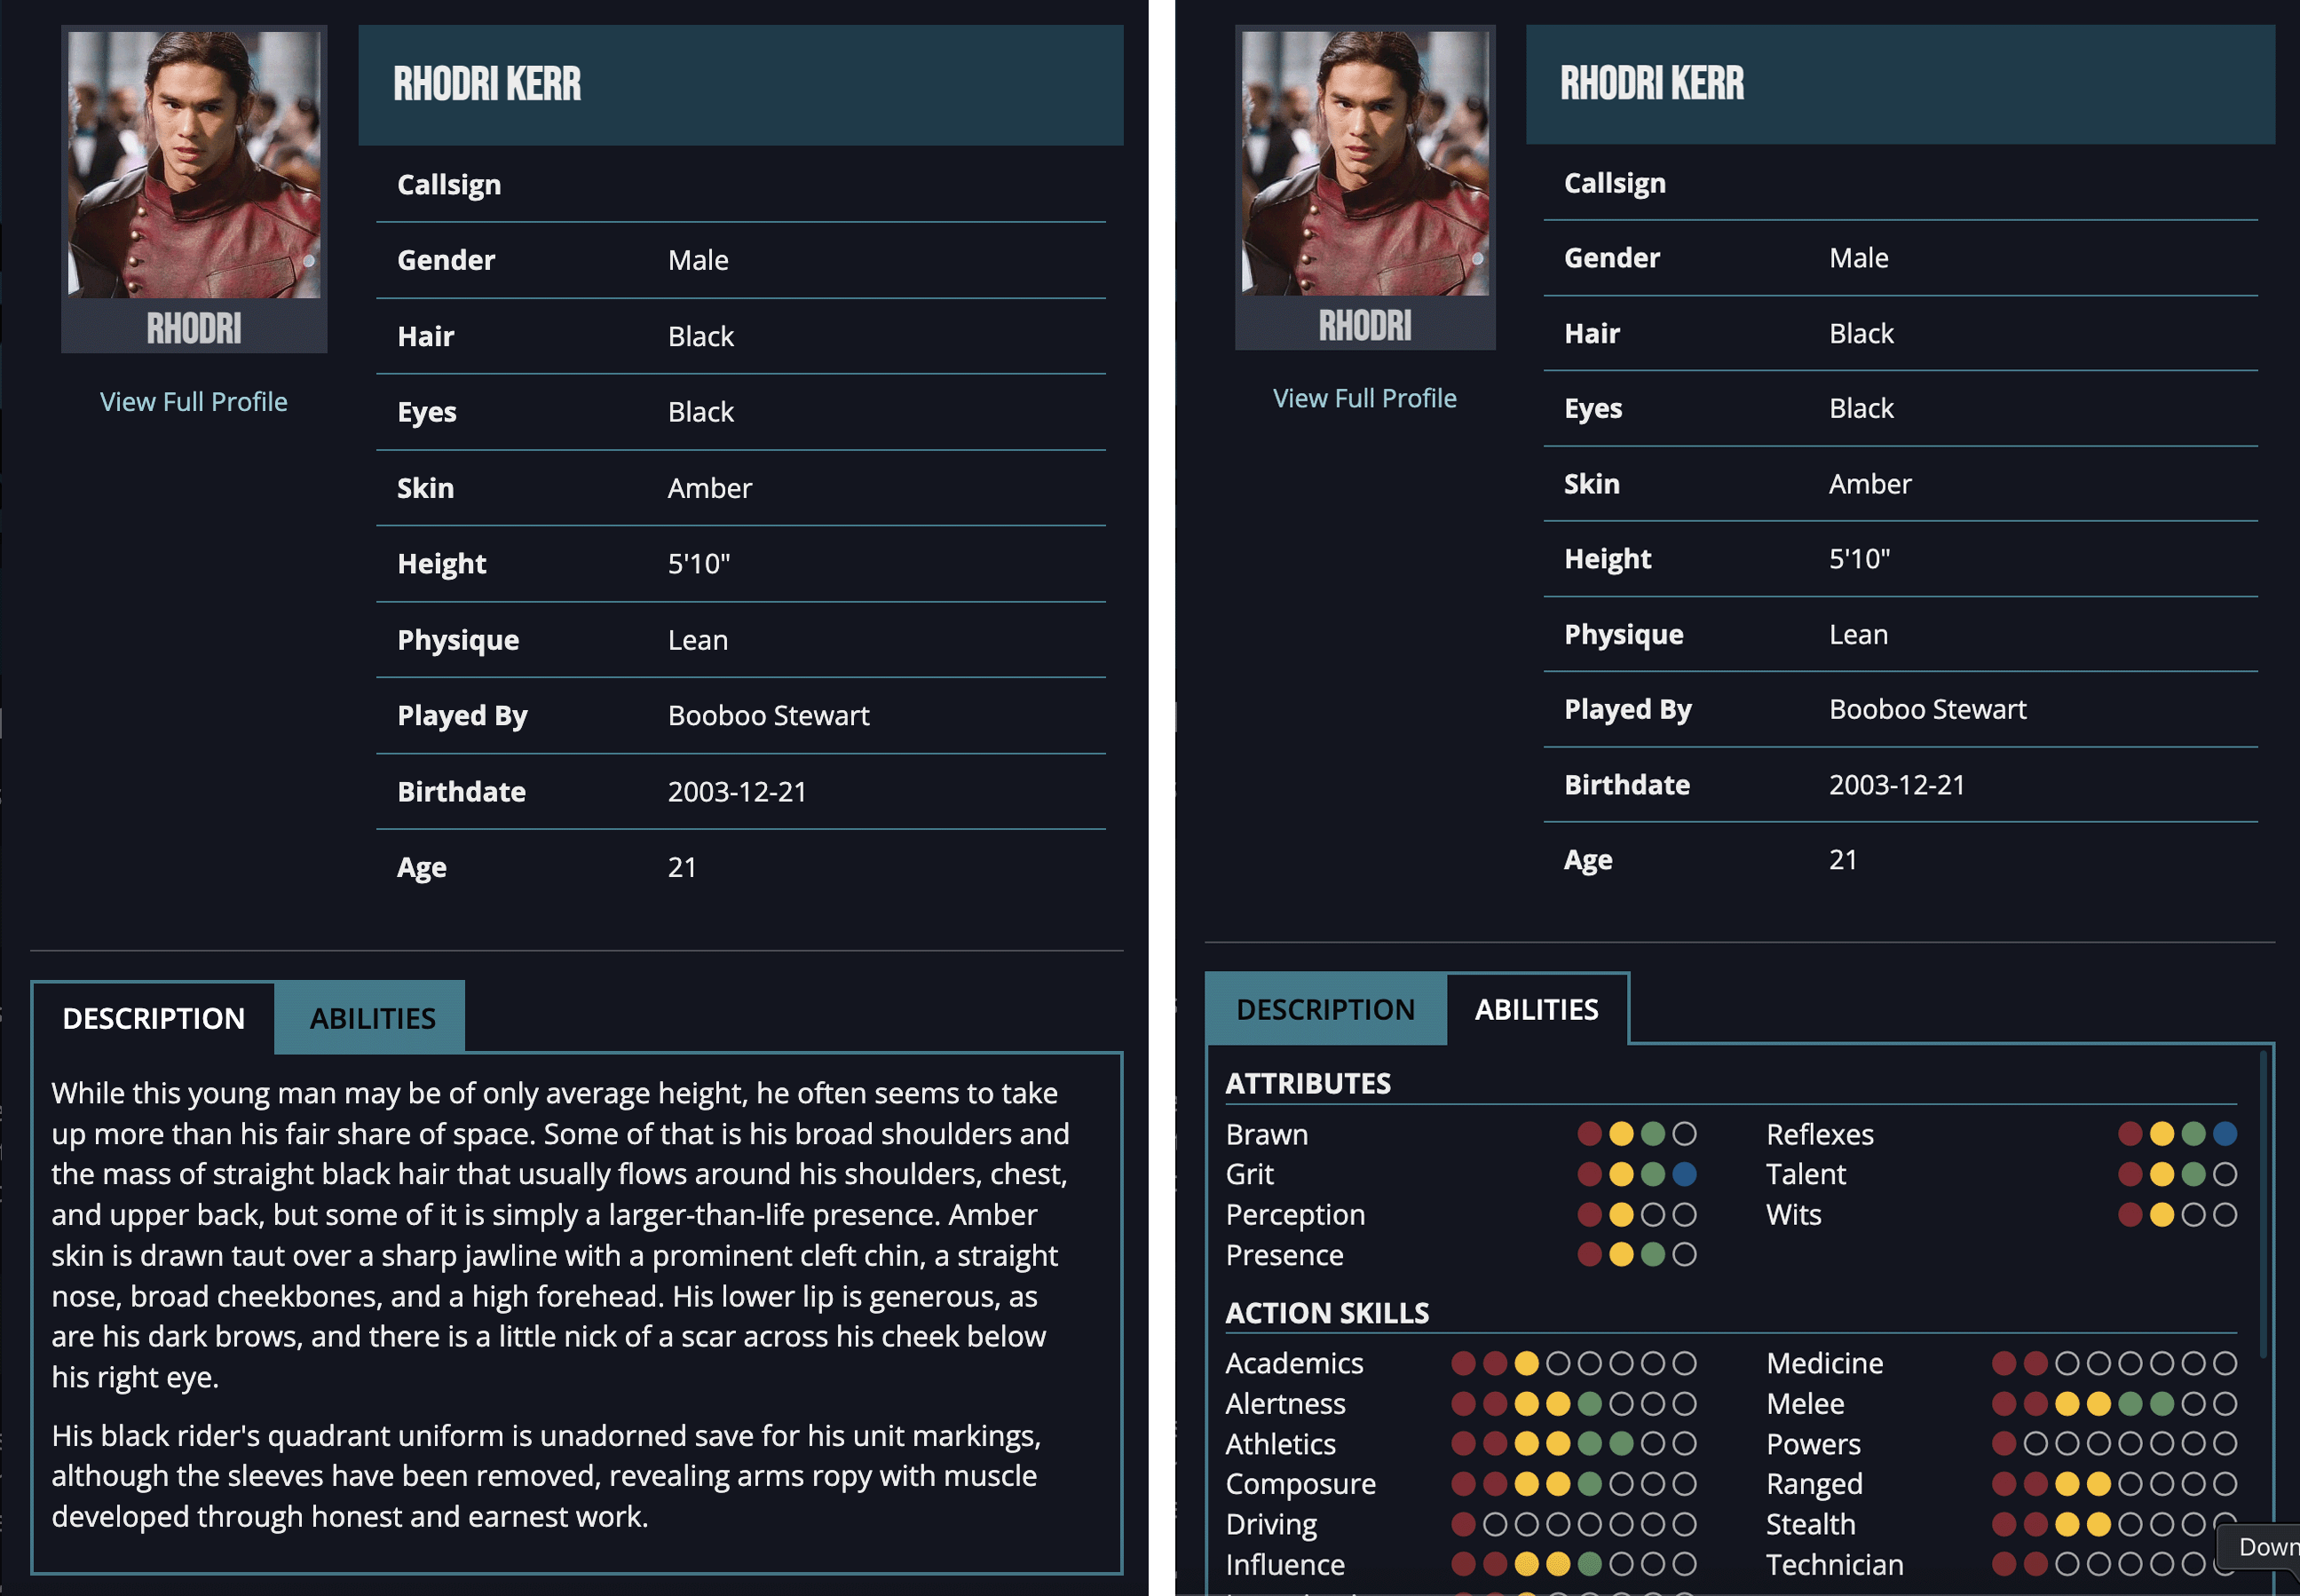 RHODRI KERR
RHODRI
View Full Profile
Callsign
Gender Male
Hair Black
Eyes Black
Skin Amber
Height 5'10"
Physique Lean
Played By Booboo Stewart
Birthdate 2003-12-21
Age 21
DESCRIPTION ABILITIES
While this young man may be of only average height, he often seems to take
up more than his fair share of space. Some of that is his broad shoulders and
the mass of straight black hair that usually flows around his shoulders, chest,
and upper back, but some of it is simply a larger-than-life presence. Amber
skin is drawn taut over a sharp jawline with a prominent cleft chin, a straight
nose, broad cheekbones, and a high forehead. His lower lip is generous, as
are his dark brows, and there is a little nick of a scar across his cheek below
his right eye.
His black rider's quadrant uniform is unadorned save for his unit markings,
although the sleeves have been removed, revealing arms ropy with muscle
developed through honest and earnest work.
RHODRI KERR
RHODRI
View Full Profile
Callsign
Gender Male
Hair Black
Eyes Black
Skin Amber
Height 5'10"
Physique Lean
Played By Booboo Stewart
Birthdate 2003-12-21
Age 21
DESCRIPTION ABILITIES
ATTRIBUTES
Brawn Reflexes
Grit Talent
Perception Wits
Presence
ACTION SKILLS
Academics Medicine
Alertness Melee
Athletics Powers
Composure Ranged
Driving Stealth
Influence Technician
Down